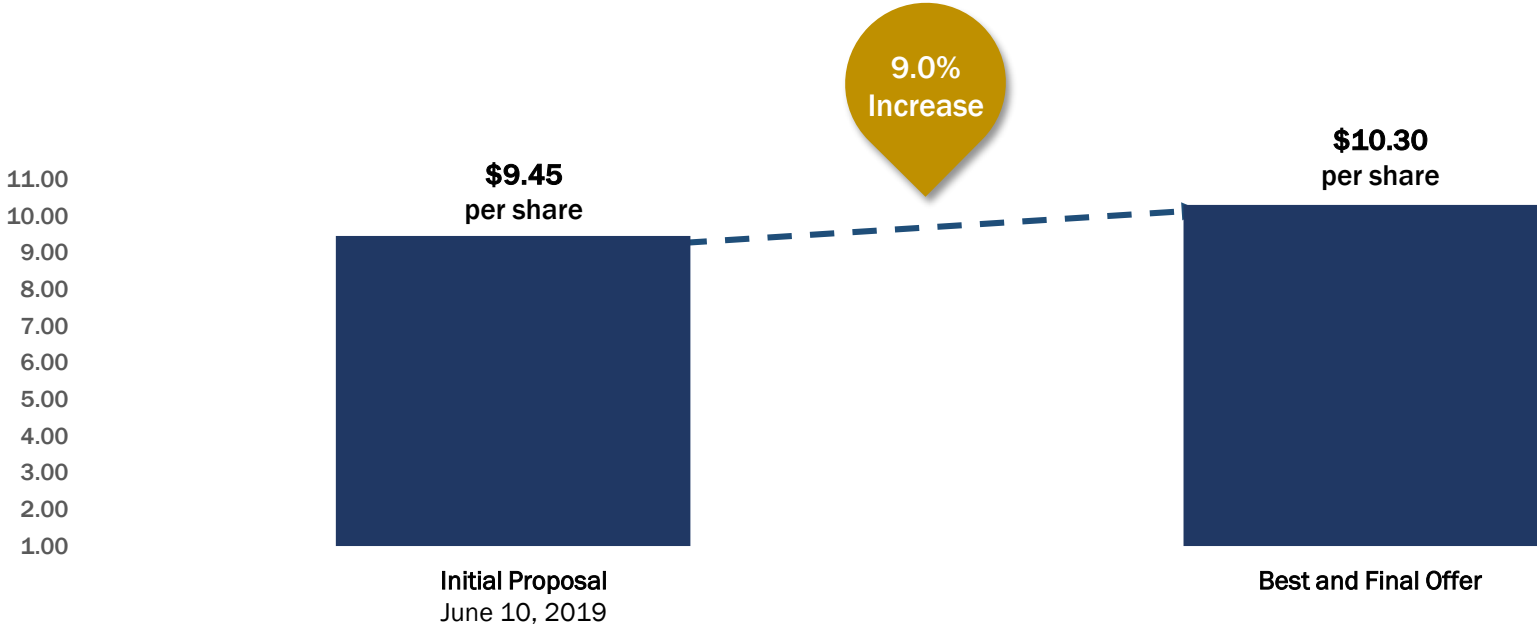 9.0%
Increase
$9.45
per share
$10.30
per share
11.00
10.00
9.00
8.00
7.00
6.00
5.00
4.00
3.00
2.00
1.00
Initial Proposal
June 10, 2019
Best and Final Offer